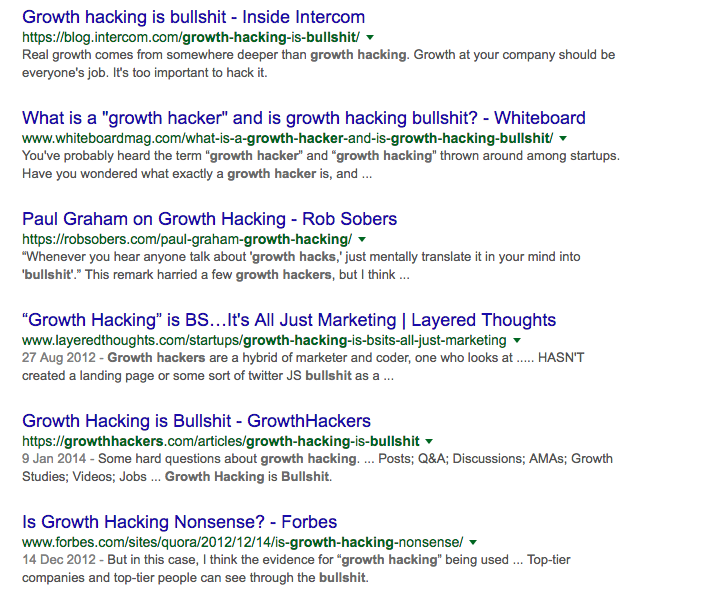 Growth hacking is bullshit - Inside Intercom
https://blog.intercom.com/growth-hacking-is-bullshit/
Real growth comes from somewhere deeper than growth hacking. Growth at your company should be
everyone's job. It's too important to hack it.
What is a "growth hacker" and is growth hacking bullshit? - Whiteboard
www.whiteboardmag.com/what-is-a-growth-hacker-and-is-growth-hacking-bullshit/
You've probably heard the term “growth hacker” and “growth hacking” thrown around among startups.
Have you wondered what exactly a growth hacker is, and ...
Paul Graham on Growth Hacking - Rob Sobers
https://robsobers.com/paul-graham-growth-hacking/
“Whenever you hear anyone talk about 'growth hacks,' just mentally translate it in your mind into
'bullshit'.” This remark harried a few growth hackers, but I think ...
“Growth Hacking” is BS…It's All Just Marketing | Layered Thoughts
www.layeredthoughts.com/startups/growth-hacking-is-bsits-all-just-marketing
27 Aug 2012 - Growth hackers are a hybrid of marketer and coder, one who looks at ..... HASN'T
created a landing page or some sort of twitter JS bullshit as a ...
Growth Hacking is Bullshit - GrowthHackers
https://growthhackers.com/articles/growth-hacking-is-bullshit
9 Jan 2014 - Some hard questions about growth hacking. ... Posts; Q&A; Discussions; AMAs; Growth
Studies; Videos; Jobs ... Growth Hacking is Bullshit.
Is Growth Hacking Nonsense? - Forbes
www.forbes.com/sites/quora/2012/12/14/is-growth-hacking-nonsense/
14 Dec 2012 - But in this case, I think the evidence for “growth hacking” being used ... Top-tier
companies and top-tier people can see through the bullshit.